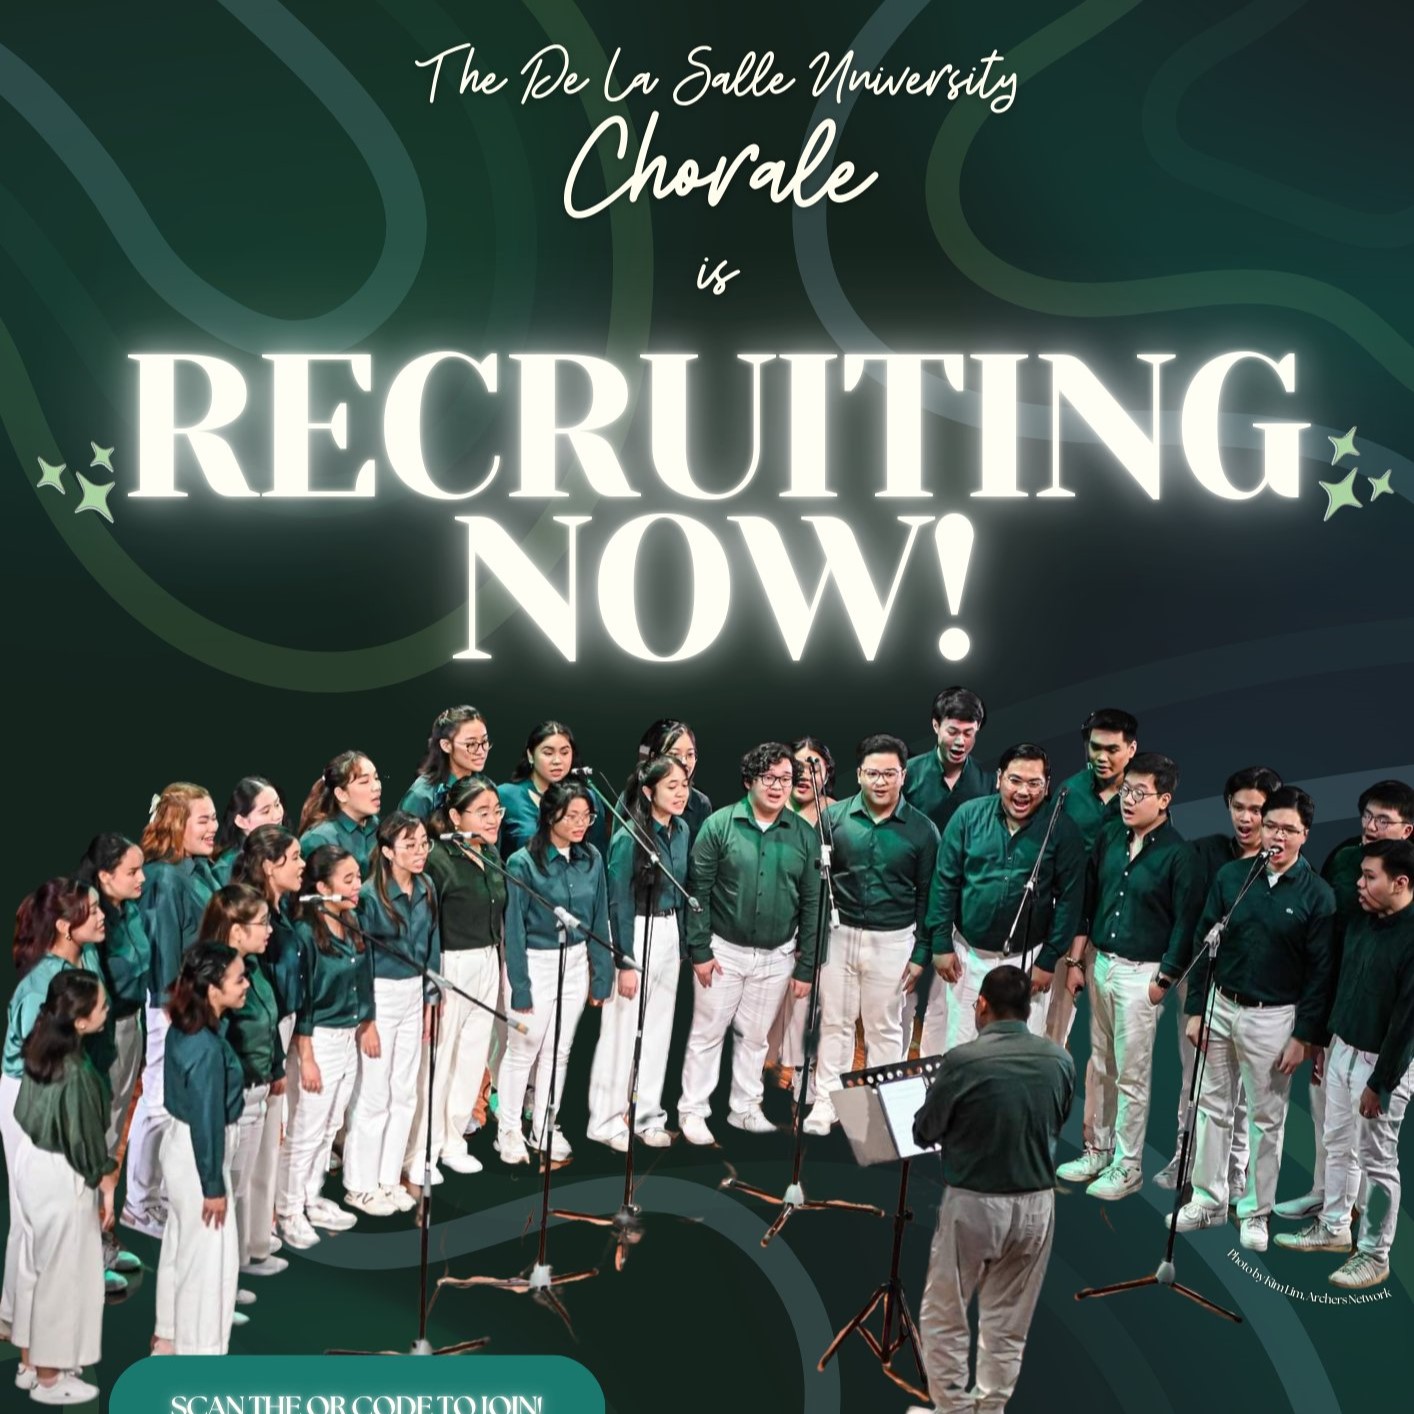 The De La Salle University
Chorale
is
RECRUITING
NOW!
Photo by Kim Lim, Archers Network
SCAN THE QR CODE TO JOIN!